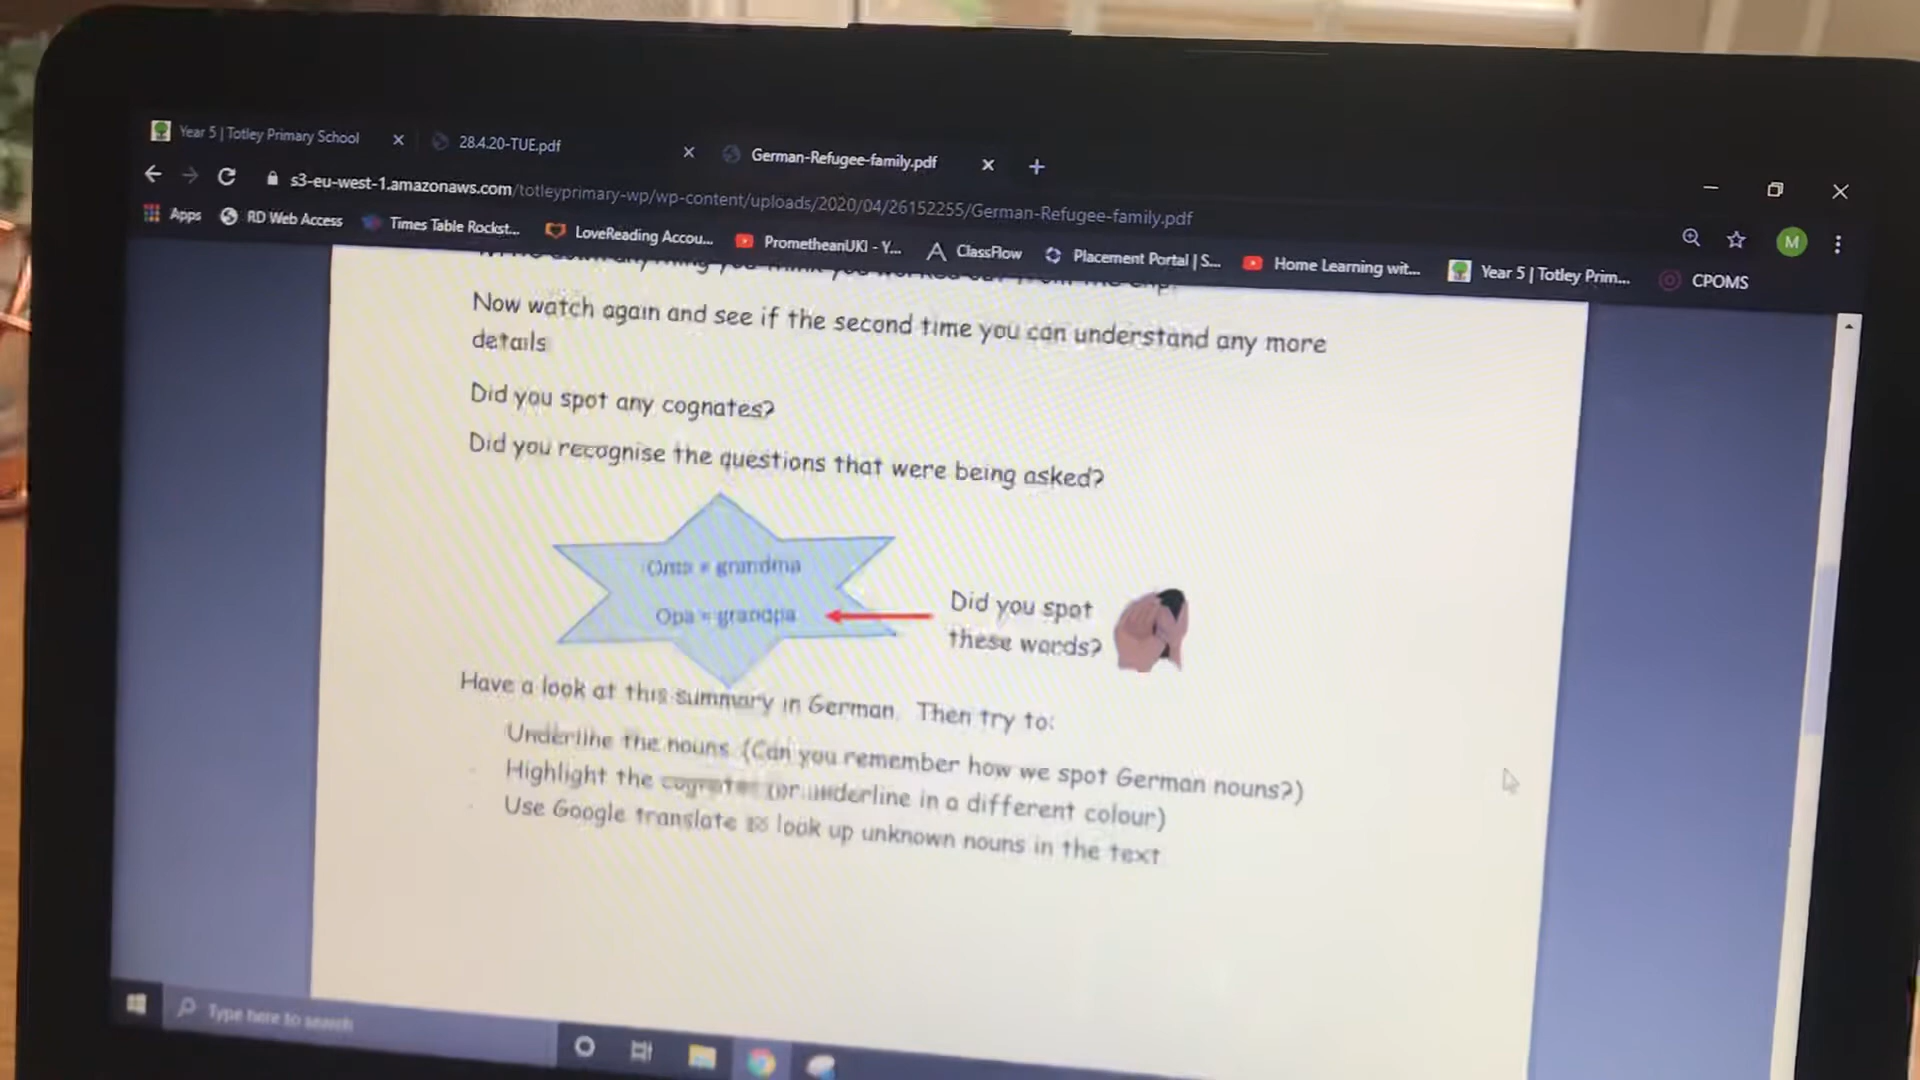 Year 5 | Totley Primary School
28.4.20-TUE.pdf
German-Refugee-family.pdf
s3-eu-west-1.amazonaws.com/totleyprimary-wp/wp-content/uploads/2020/04/26152255/German-Refugee-family.pdf
M
Apps
RD Web Access
Times Table Rockst...
LoveReading Accou...
PrometheanUKI - Y...
ClassFlow
Placement Portal | S...
Home Learning wit...
Year 5 | Totley Prim...
CPOMS
Now watch again and see if the second time you can understand any more
details
Did you spot any cognates?
Did you recognise the questions that were being asked?
Oma = grandma
Opa = grandpa
Did you spot
these words?
Have a look at this summary in German. Then try to:
Underline the nouns (Can you remember how we spot German nouns?)
Highlight the cognates (or underline in a different colour)
Use Google translate to look up unknown nouns in the text
Type here to search